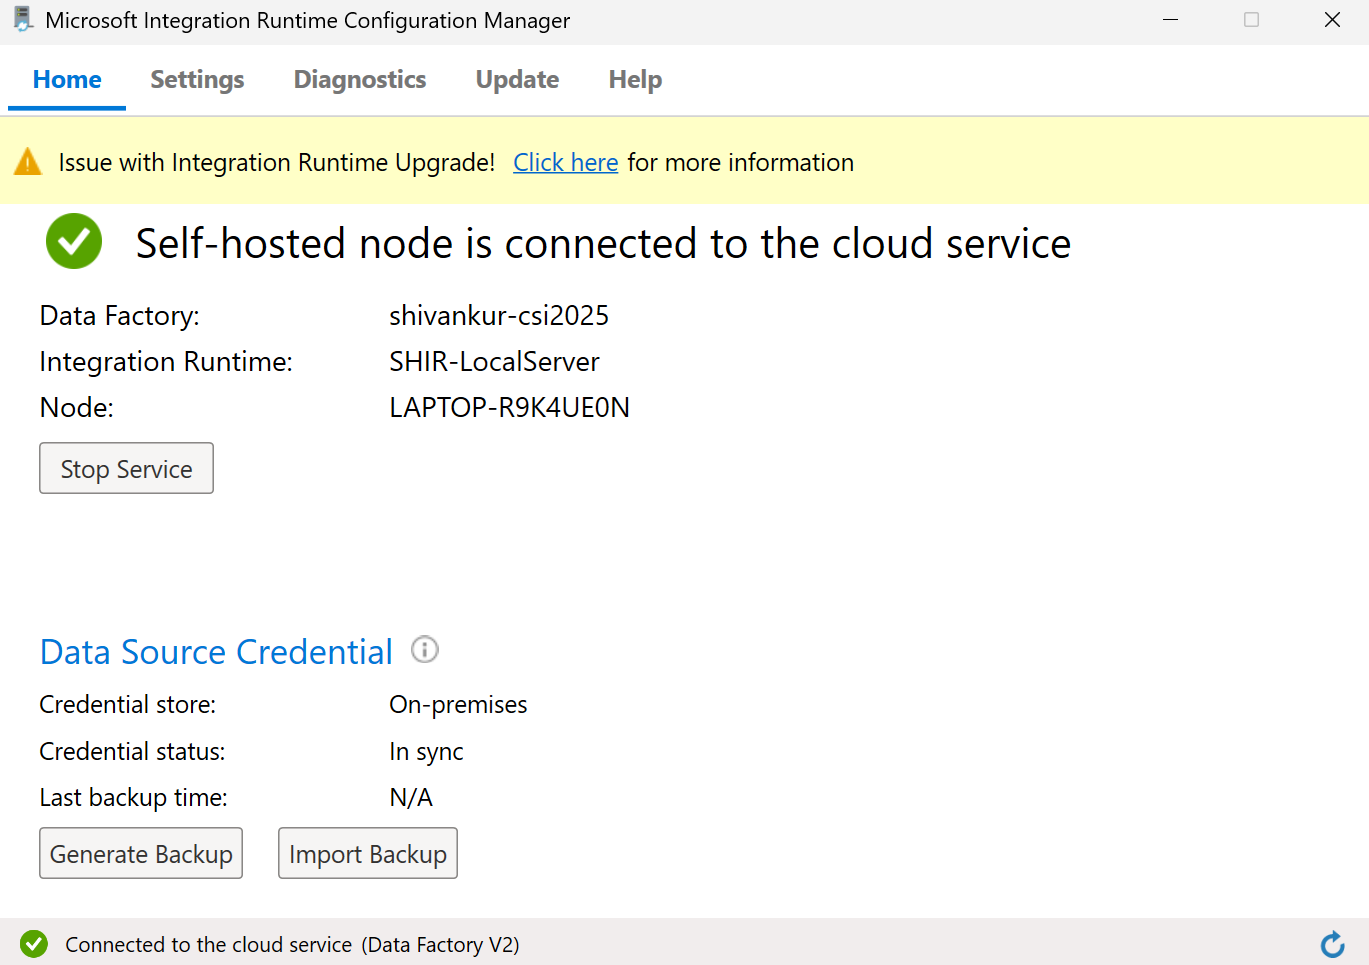 Microsoft Integration Runtime Configuration Manager
Home Settings Diagnostics Update Help
Issue with Integration Runtime Upgrade! Click here for more information
Self-hosted node is connected to the cloud service
Data Factory: shivankur-csi2025
Integration Runtime: SHIR-LocalServer
Node: LAPTOP-R9K4UE0N
Stop Service
Data Source Credential
Credential store: On-premises
Credential status: In sync
Last backup time: N/A
Generate Backup Import Backup
Connected to the cloud service (Data Factory V2)